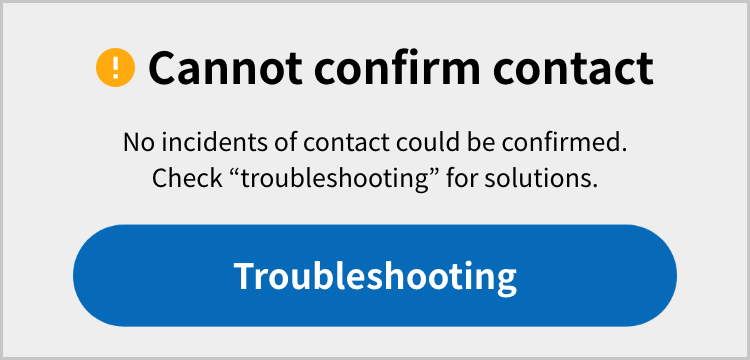 Cannot confirm contact
No incidents of contact could be confirmed.
Check “troubleshooting” for solutions.
Troubleshooting